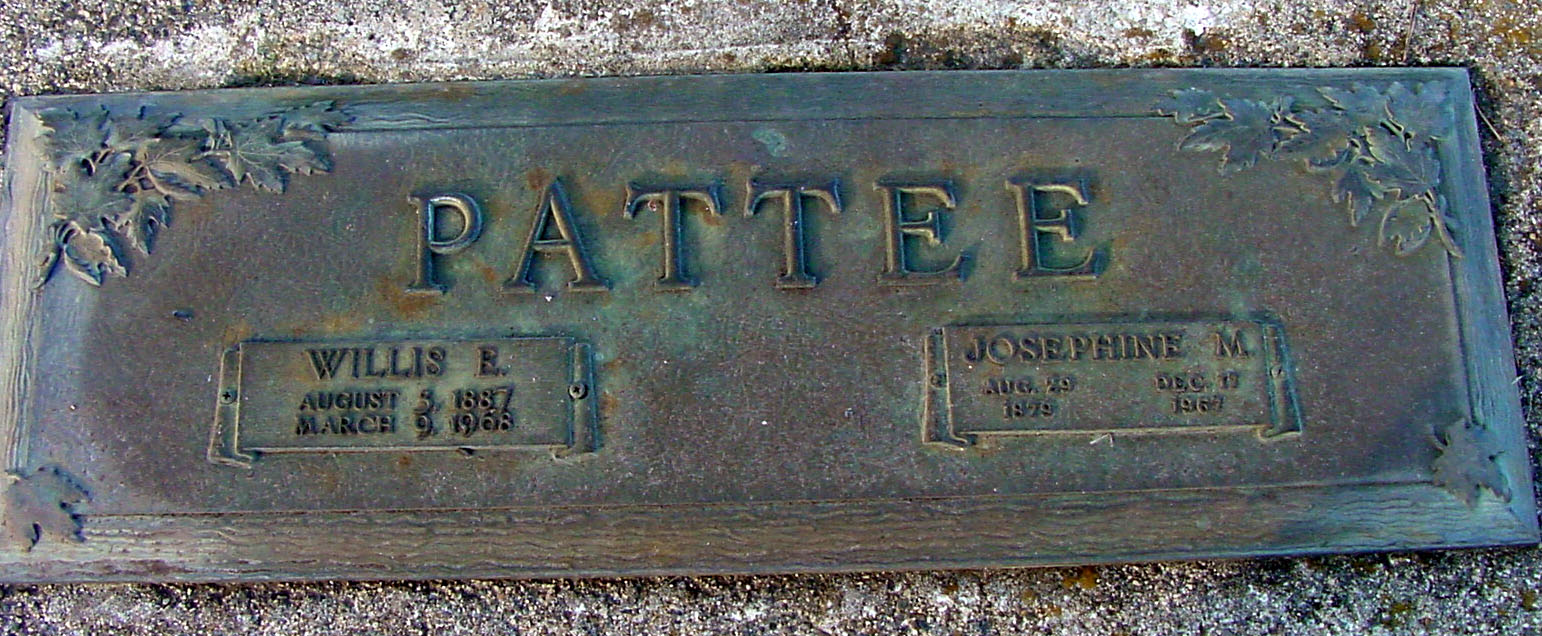 PATTEE
WILLIS E.
AUGUST 5, 1887
MARCH 9, 1968
JOSEPHINE M.
AUG. 29 DEC. 17
1879 1967